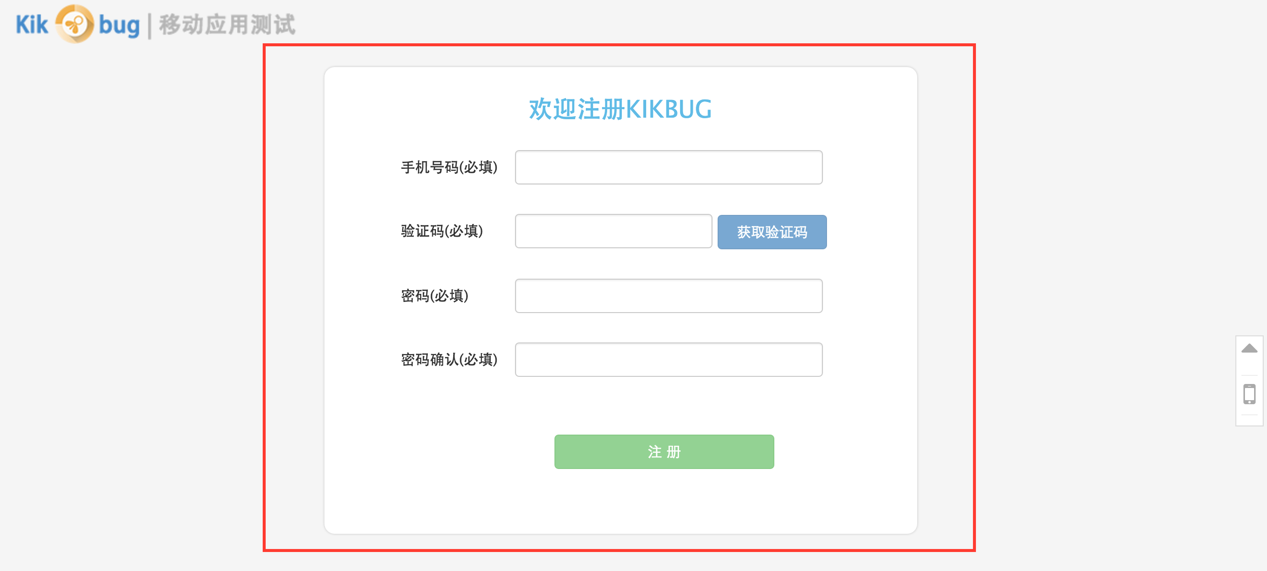 Kik bug | 移动应用测试
欢迎注册KIKBUG
手机号码(必填)
验证码(必填) 获取验证码
密码(必填)
密码确认(必填)
注 册